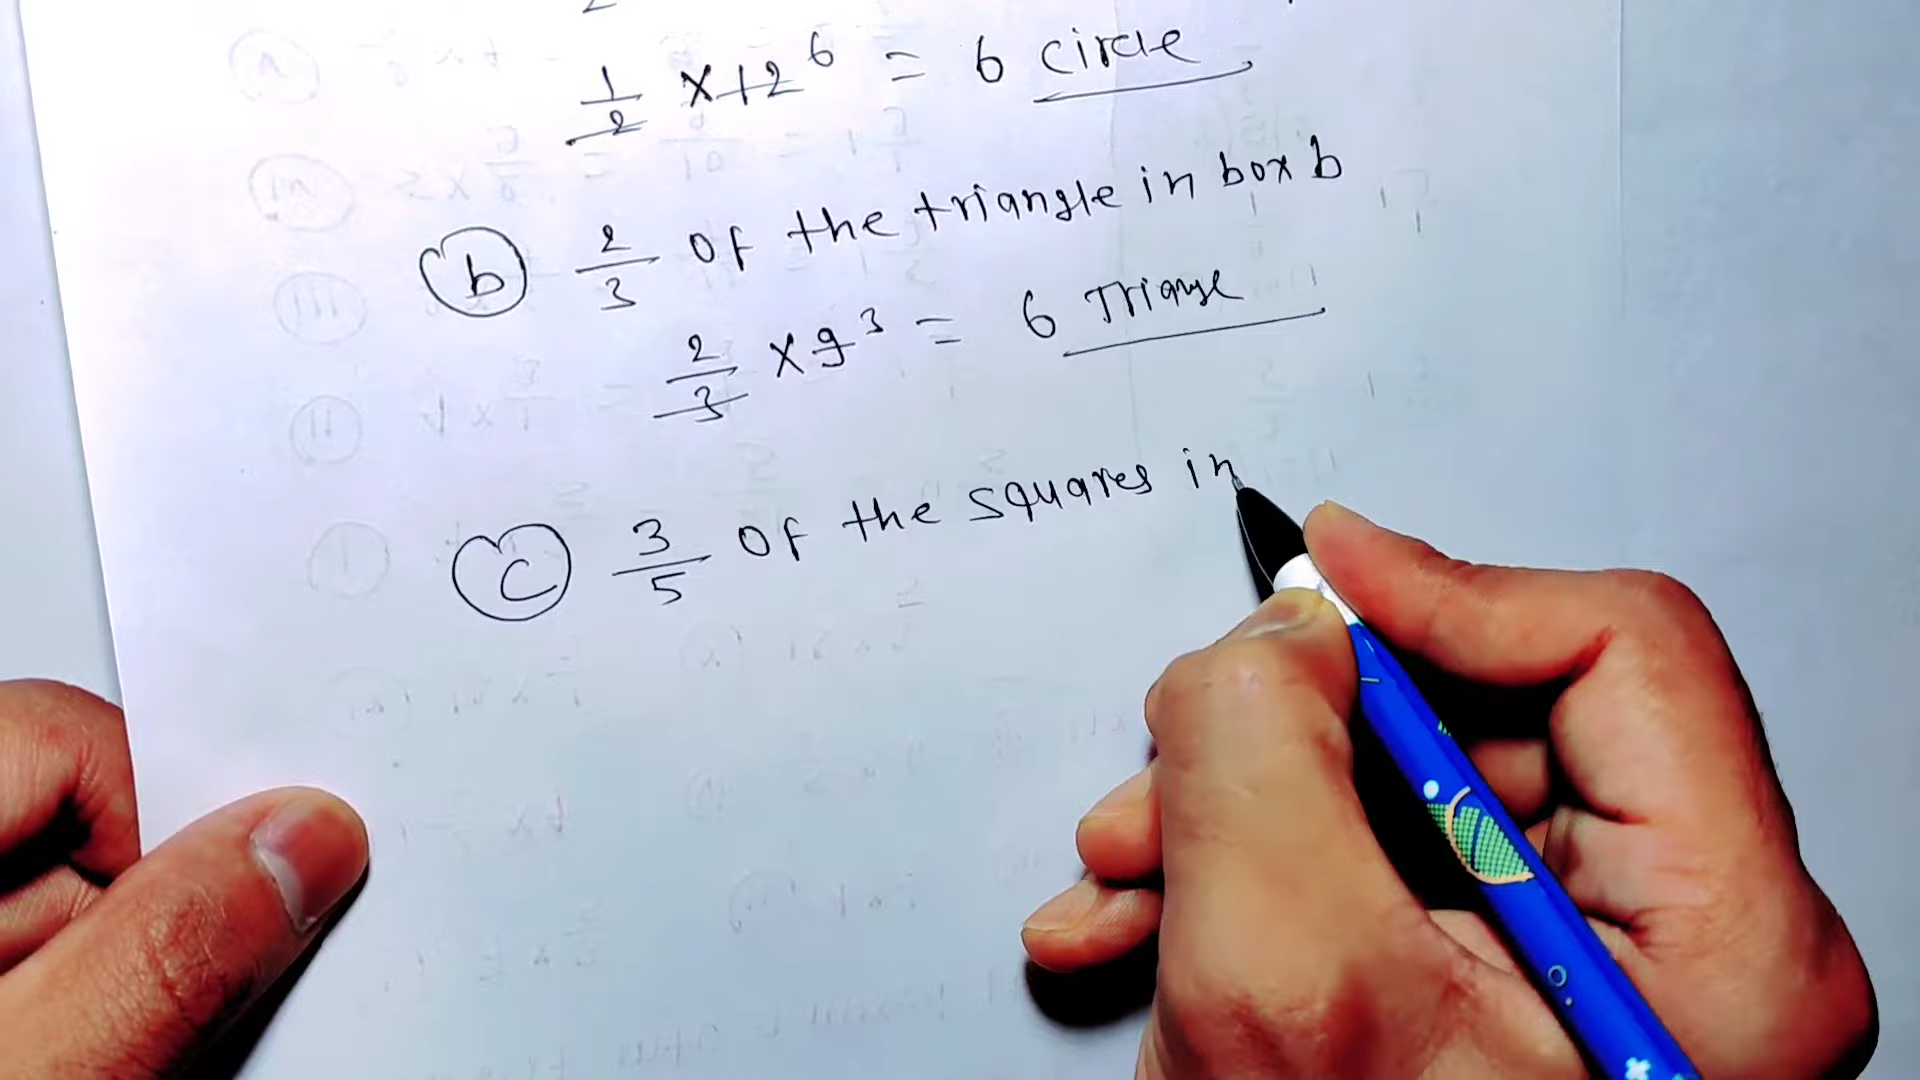 1/2 x 12 6 = 6 circle
b 2/3 of the triangle in box b
2/3 x 9 3 = 6 Triangle
c 3/5 of the squares in